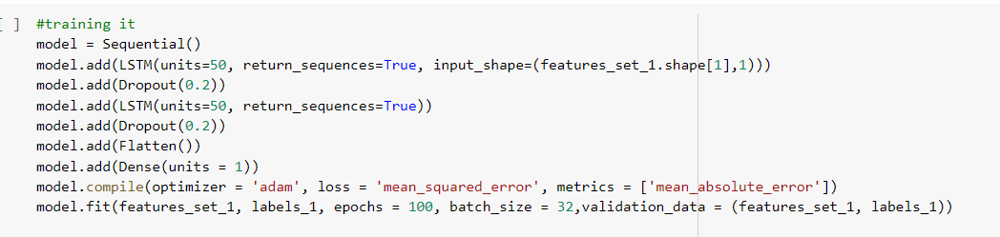 [ ] #training it
model = Sequential()
model.add(LSTM(units=50, return_sequences=True, input_shape=(features_set_1.shape[1],1)))
model.add(Dropout(0.2))
model.add(LSTM(units=50, return_sequences=True))
model.add(Dropout(0.2))
model.add(Flatten())
model.add(Dense(units = 1))
model.compile(optimizer = 'adam', loss = 'mean_squared_error', metrics = ['mean_absolute_error'])
model.fit(features_set_1, labels_1, epochs = 100, batch_size = 32,validation_data = (features_set_1, labels_1))